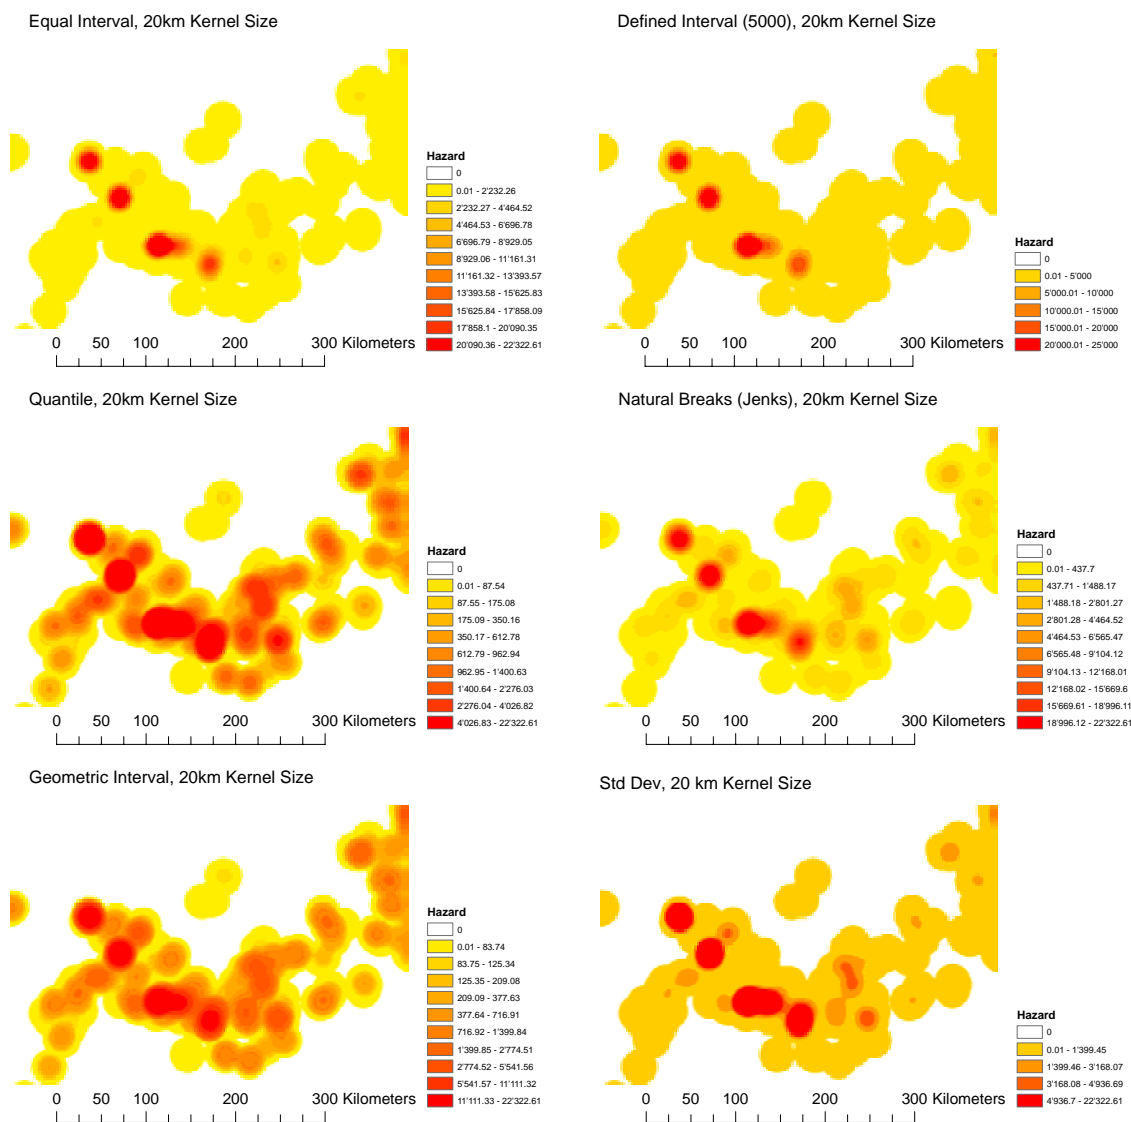 Equal Interval, 20km Kernel Size
Hazard
0
0.01 - 2'232.26
2'232.27 - 4'464.52
4'464.53 - 6'696.78
6'696.79 - 8'929.05
8'929.06 - 11'161.31
11'161.32 - 13'393.57
13'393.58 - 15'625.83
15'625.84 - 17'858.09
17'858.1 - 20'090.35
20'090.36 - 22'322.61
0 50 100 200 300 Kilometers
Defined Interval (5000), 20km Kernel Size
Hazard
0
0.01 - 5'000
5'000.01 - 10'000
10'000.01 - 15'000
15'000.01 - 20'000
20'000.01 - 25'000
0 50 100 200 300 Kilometers
Quantile, 20km Kernel Size
Hazard
0
0.01 - 87.54
87.55 - 175.08
175.09 - 350.16
350.17 - 612.78
612.79 - 962.94
962.95 - 1'400.63
1'400.64 - 2'276.03
2'276.04 - 4'026.82
4'026.83 - 22'322.61
0 50 100 200 300 Kilometers
Natural Breaks (Jenks), 20km Kernel Size
Hazard
0
0.01 - 437.7
437.71 - 1'488.17
1'488.18 - 2'801.27
2'801.28 - 4'464.52
4'464.53 - 6'565.47
6'565.48 - 9'104.12
9'104.13 - 12'168.01
12'168.02 - 15'669.6
15'669.61 - 18'996.11
18'996.12 - 22'322.61
0 50 100 200 300 Kilometers
Geometric Interval, 20km Kernel Size
Hazard
0
0.01 - 83.74
83.75 - 125.34
125.35 - 209.08
209.09 - 377.63
377.64 - 716.91
716.92 - 1'399.84
1'399.85 - 2'774.51
2'774.52 - 5'541.56
5'541.57 - 11'111.32
11'111.33 - 22'322.61
0 50 100 200 300 Kilometers
Std Dev, 20 km Kernel Size
Hazard
0
0.01 - 1'399.45
1'399.46 - 3'168.07
3'168.08 - 4'936.69
4'936.7 - 22'322.61
0 50 100 200 300 Kilometers